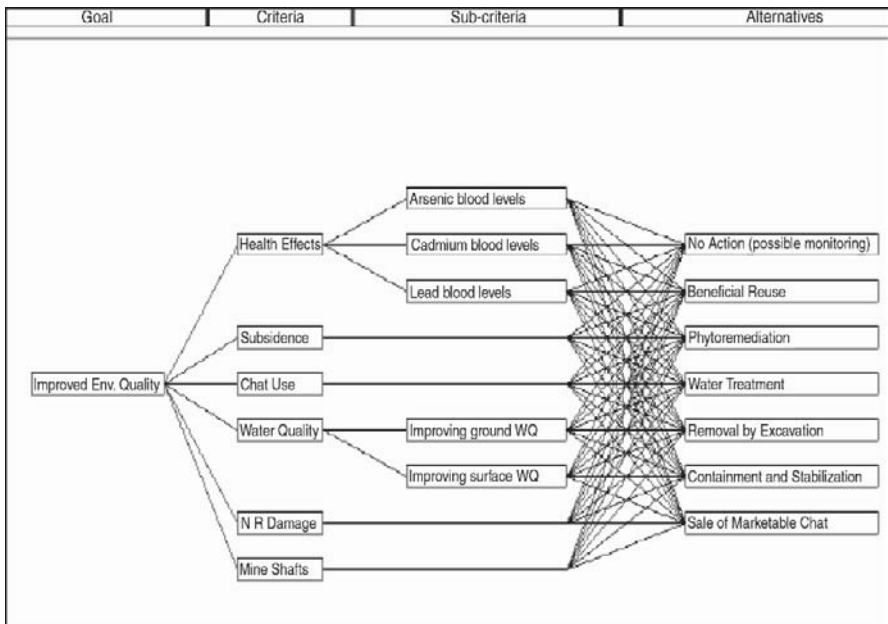 Goal
Criteria
Sub-criteria
Alternatives
Improved Env. Quality
Health Effects
Subsidence
Chat Use
Water Quality
N R Damage
Mine Shafts
Arsenic blood levels
Cadmium blood levels
Lead blood levels
Improving ground WQ
Improving surface WQ
No Action (possible monitoring)
Beneficial Reuse
Phytoremediation
Water Treatment
Removal by Excavation
Containment and Stabilization
Sale of Marketable Chat